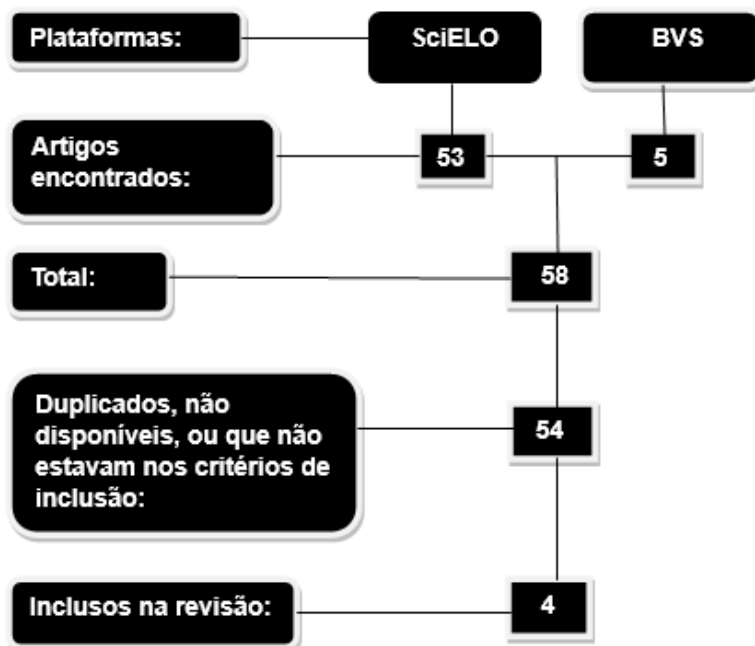 Plataformas:
SciELO
BVS
Artigos
encontrados:
53
5
Total:
58
Duplicados, não
disponíveis, ou que não
estavam nos critérios de
inclusão:
54
Inclusos na revisão:
4